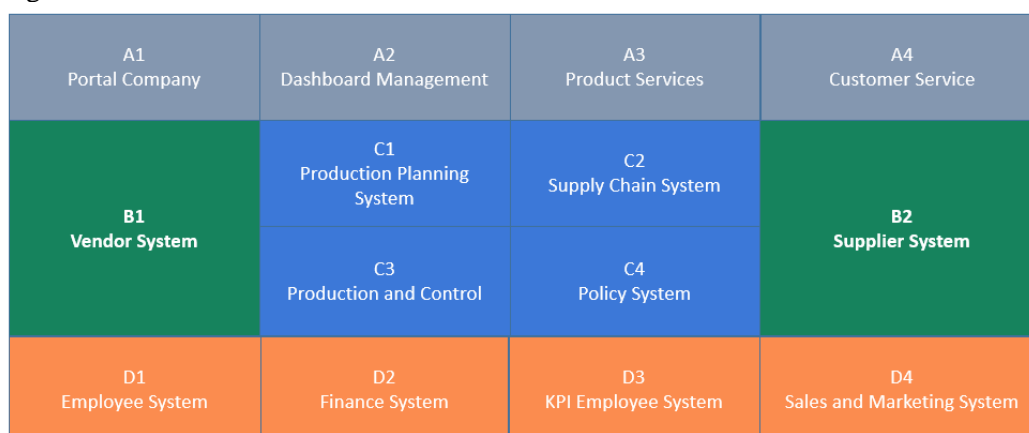 A1
Portal Company
A2
Dashboard Management
A3
Product Services
A4
Customer Service
B1
Vendor System
C1
Production Planning
System
C2
Supply Chain System
B2
Supplier System
C3
Production and Control
C4
Policy System
D1
Employee System
D2
Finance System
D3
KPI Employee System
D4
Sales and Marketing System